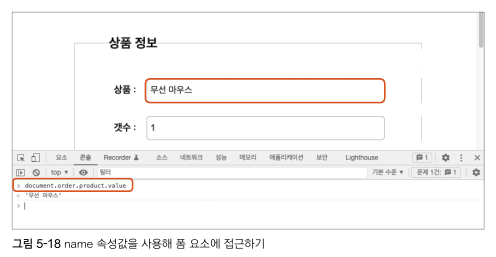 상품 정보
상품 : 무선 마우스
갯수 : 1
요소 콘솔 Recorder 소스 네트워크 성능 메모리 애플리케이션 보안 Lighthouse 1
top ▾ 필터 기본 수준 ▾ 문제 1건: 1
> document.order.product.value
< "무선 마우스"
>
그림 5-18 name 속성값을 사용해 폼 요소에 접근하기